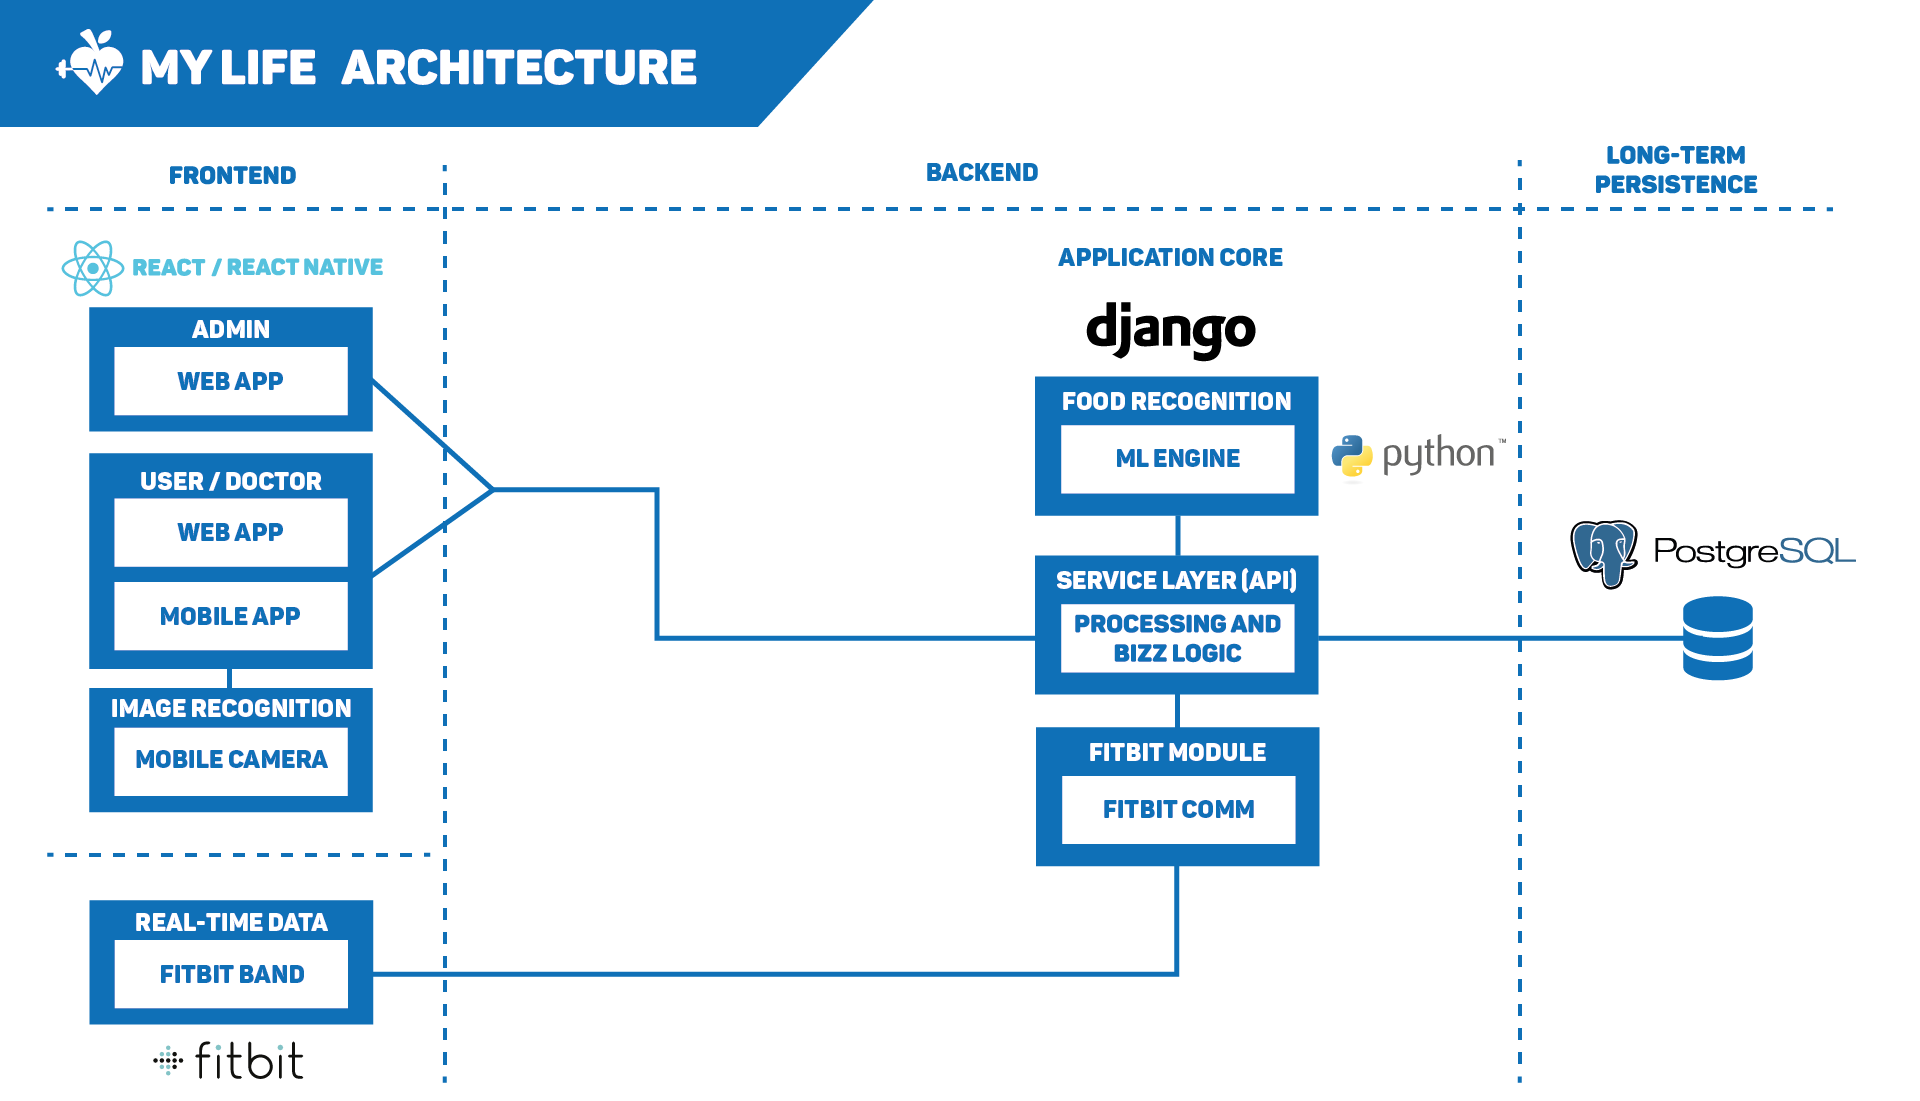 MY LIFE ARCHITECTURE
FRONTEND
BACKEND
LONG-TERM
PERSISTENCE
REACT / REACT NATIVE
ADMIN
WEB APP
USER / DOCTOR
WEB APP
MOBILE APP
IMAGE RECOGNITION
MOBILE CAMERA
REAL-TIME DATA
FITBIT BAND
fitbit
APPLICATION CORE
django
FOOD RECOGNITION
ML ENGINE
python™
SERVICE LAYER (API)
PROCESSING AND
BIZZ LOGIC
FITBIT MODULE
FITBIT COMM
PostgreSQL